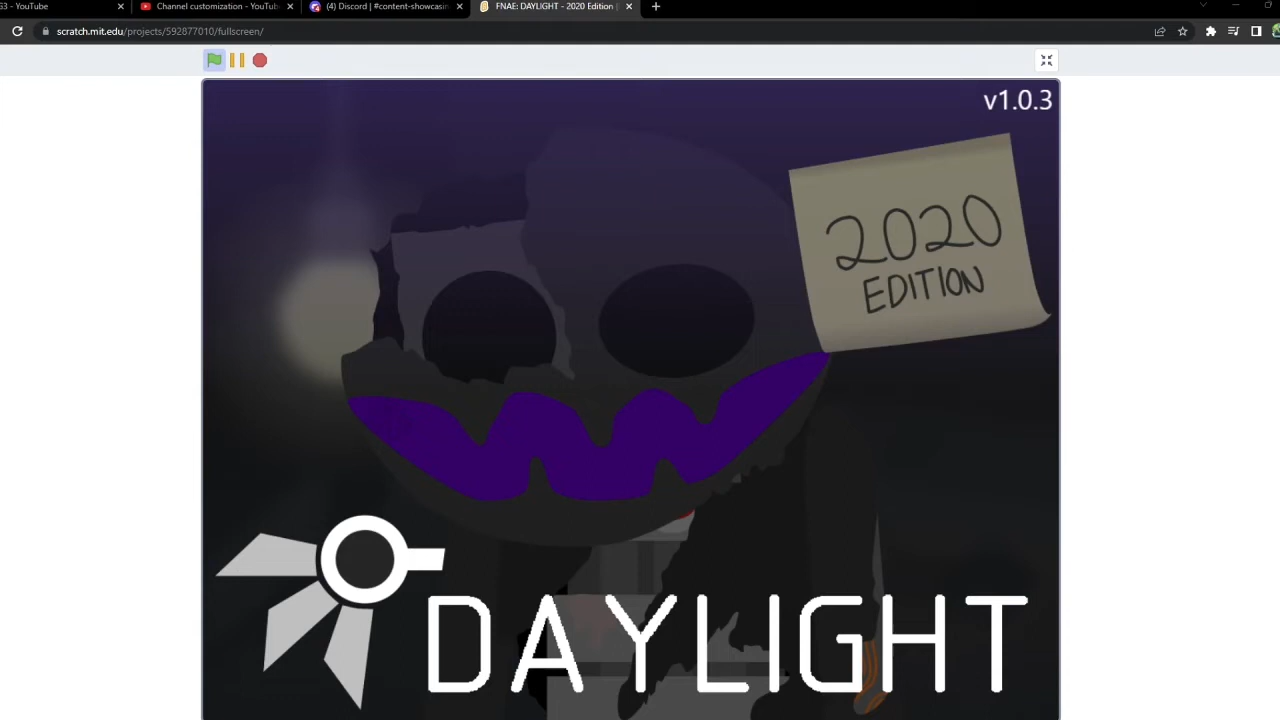 G3 - YouTube
Channel customization - YouTube
(4) Discord | #content-showcasin
FNAE: DAYLIGHT - 2020 Edition |
scratch.mit.edu/projects/592877010/fullscreen/
v1.0.3
2020
EDITION
DAYLIGHT